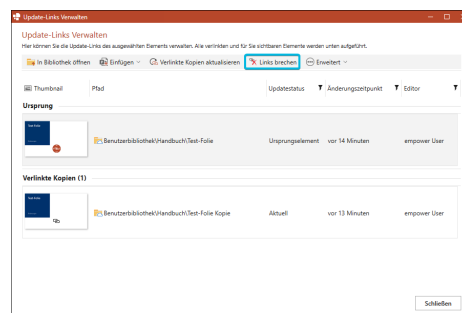 Update-Links Verwalten
Update-Links Verwalten
Hier können Sie die Update-Links des ausgewählten Elements verwalten. Alle verlinkten und für Sie sichtbaren Elemente werden unten aufgeführt.
In Bibliothek öffnen Einfügen Verlinkte Kopien aktualisieren Links brechen Erweitert
Thumbnail Pfad Updatestatus Änderungszeitpunkt Editor
Ursprung
Test-Folie
Benutzerbibliothek\Handbuch\Test-Folie Ursprungselement vor 14 Minuten empower User
Verlinkte Kopien (1)
Test-Folie
Benutzerbibliothek\Handbuch\Test-Folie Kopie Aktuell vor 13 Minuten empower User
Schließen